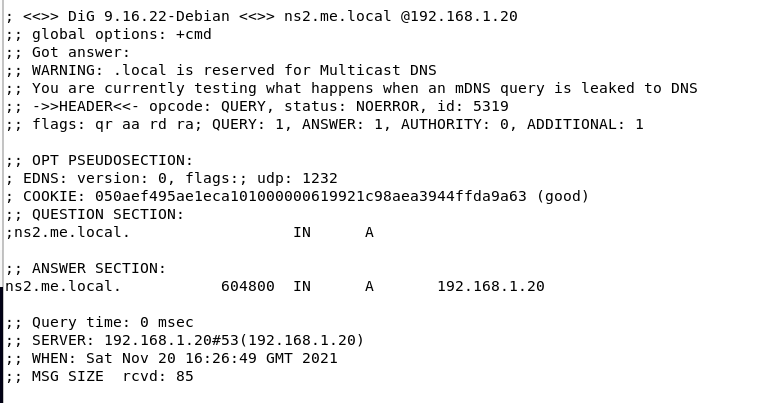 ; <<>> DiG 9.16.22-Debian <<>> ns2.me.local @192.168.1.20
;; global options: +cmd
;; Got answer:
;; WARNING: .local is reserved for Multicast DNS
;; You are currently testing what happens when an mDNS query is leaked to DNS
;; ->>HEADER<<- opcode: QUERY, status: NOERROR, id: 5319
;; flags: qr aa rd ra; QUERY: 1, ANSWER: 1, AUTHORITY: 0, ADDITIONAL: 1
;; OPT PSEUDOSECTION:
; EDNS: version: 0, flags:; udp: 1232
; COOKIE: 050aef495ae1eca101000000619921c98aea3944ffda9a63 (good)
;; QUESTION SECTION:
;ns2.me.local. IN A
;; ANSWER SECTION:
ns2.me.local. 604800 IN A 192.168.1.20
;; Query time: 0 msec
;; SERVER: 192.168.1.20#53(192.168.1.20)
;; WHEN: Sat Nov 20 16:26:49 GMT 2021
;; MSG SIZE rcvd: 85